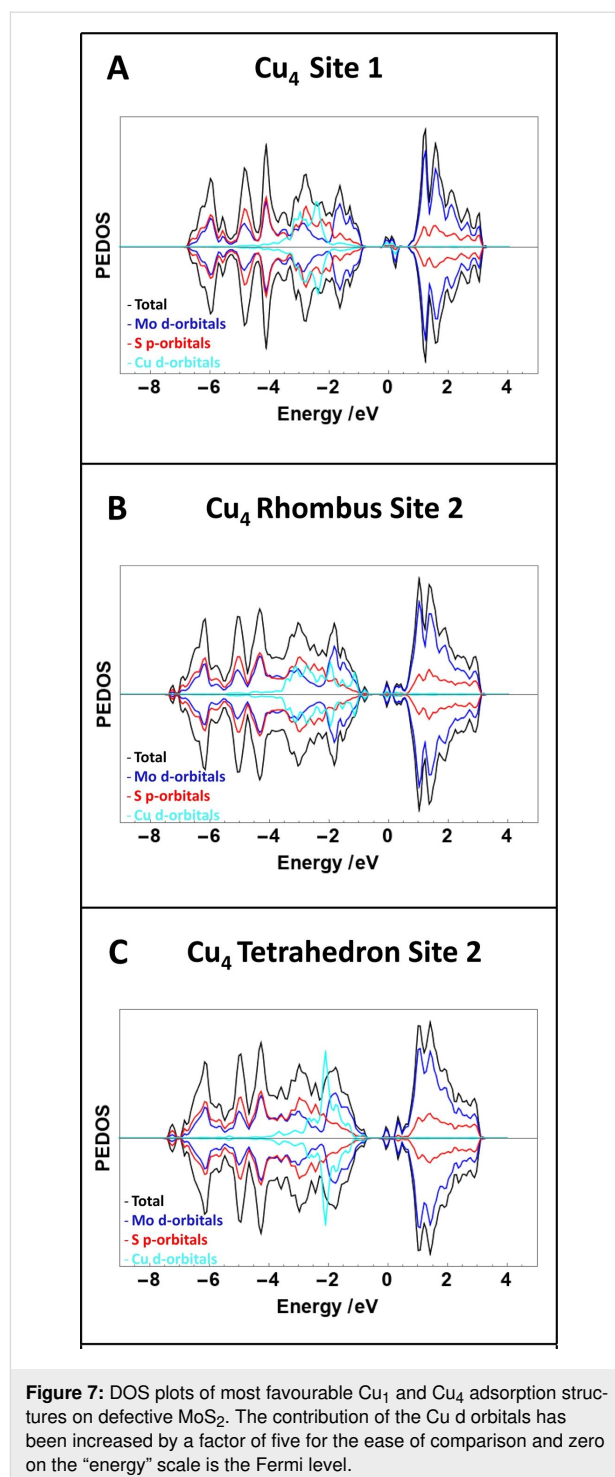 A Cu₄ Site 1
PEDOS
- Total
- Mo d-orbitals
- S p-orbitals
- Cu d-orbitals
−8 −6 −4 −2 0 2 4
Energy /eV
B Cu₄ Rhombus Site 2
PEDOS
- Total
- Mo d-orbitals
- S p-orbitals
- Cu d-orbitals
−8 −6 −4 −2 0 2 4
Energy /eV
C Cu₄ Tetrahedron Site 2
PEDOS
- Total
- Mo d-orbitals
- S p-orbitals
- Cu d-orbitals
−8 −6 −4 −2 0 2 4
Energy /eV
Figure 7: DOS plots of most favourable Cu₁ and Cu₄ adsorption struc-
tures on defective MoS₂. The contribution of the Cu d orbitals has
been increased by a factor of five for the ease of comparison and zero
on the “energy” scale is the Fermi level.